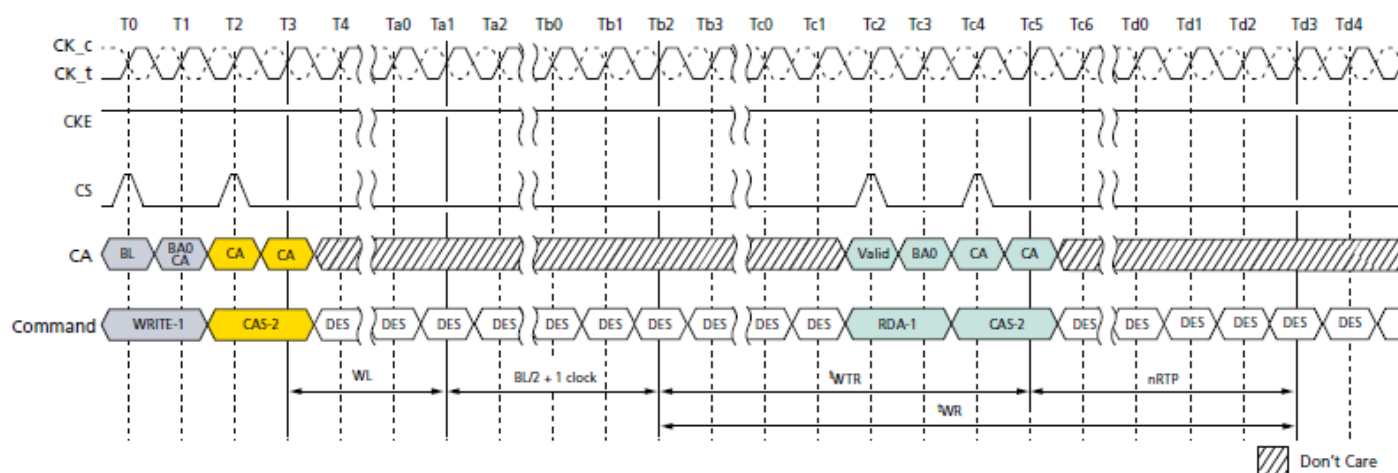 T0 T1 T2 T3 T4 Ta0 Ta1 Ta2 Tb0 Tb1 Tb2 Tb3 Tc0 Tc1 Tc2 Tc3 Tc4 Tc5 Tc6 Td0 Td1 Td2 Td3 Td4
CK_c
CK_t
CKE
CS
CA BL BA0 CA CA CA Valid BA0 CA CA
Command WRITE-1 CAS-2 DES DES DES DES DES DES DES DES DES DES RDA-1 CAS-2 DES DES DES DES DES DES
WL BL/2 + 1 clock tWTR nRTP
tWR
Don't Care